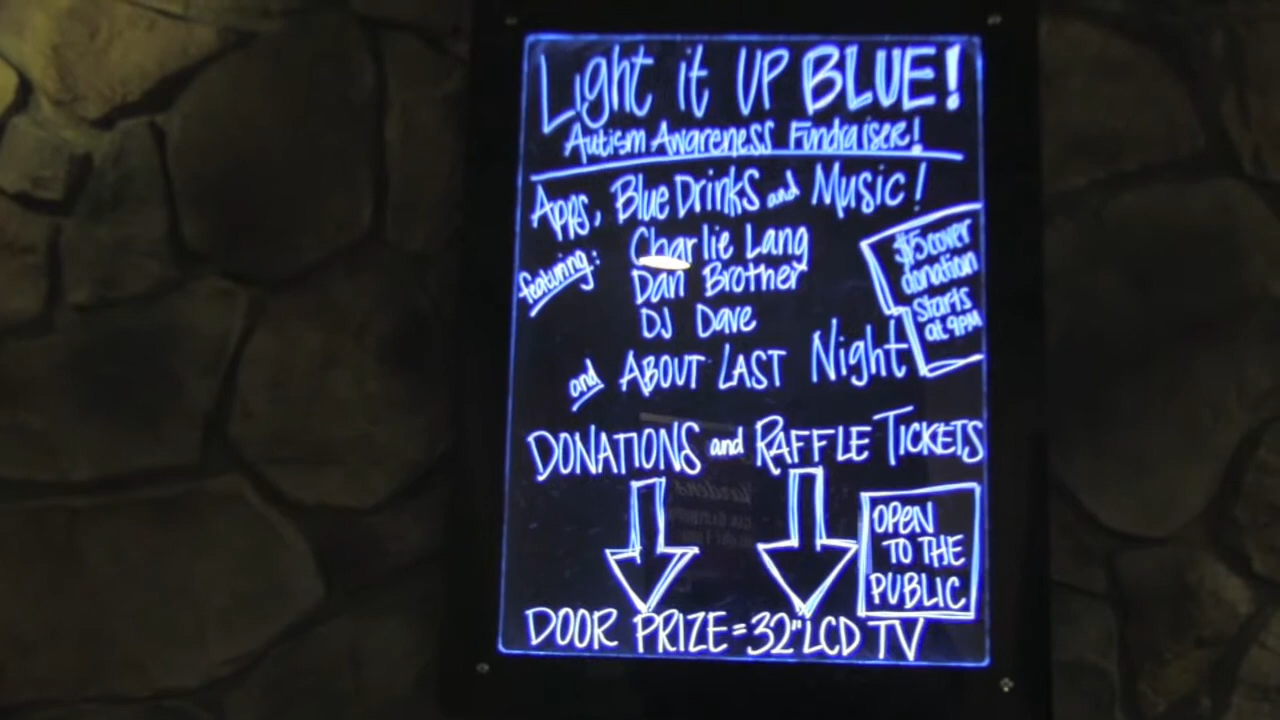 Light it UP BLUE!
Autism Awareness Fundraiser!
Apps, Blue Drinks and Music!
featuring: Charlie Lang
Dan Brother
DJ Dave
and ABOUT LAST Night
$5 cover
donation
Starts
at 9PM
DONATIONS and RAFFLE TICKETS
OPEN
TO THE
PUBLIC
DOOR PRIZE=32"LCD TV